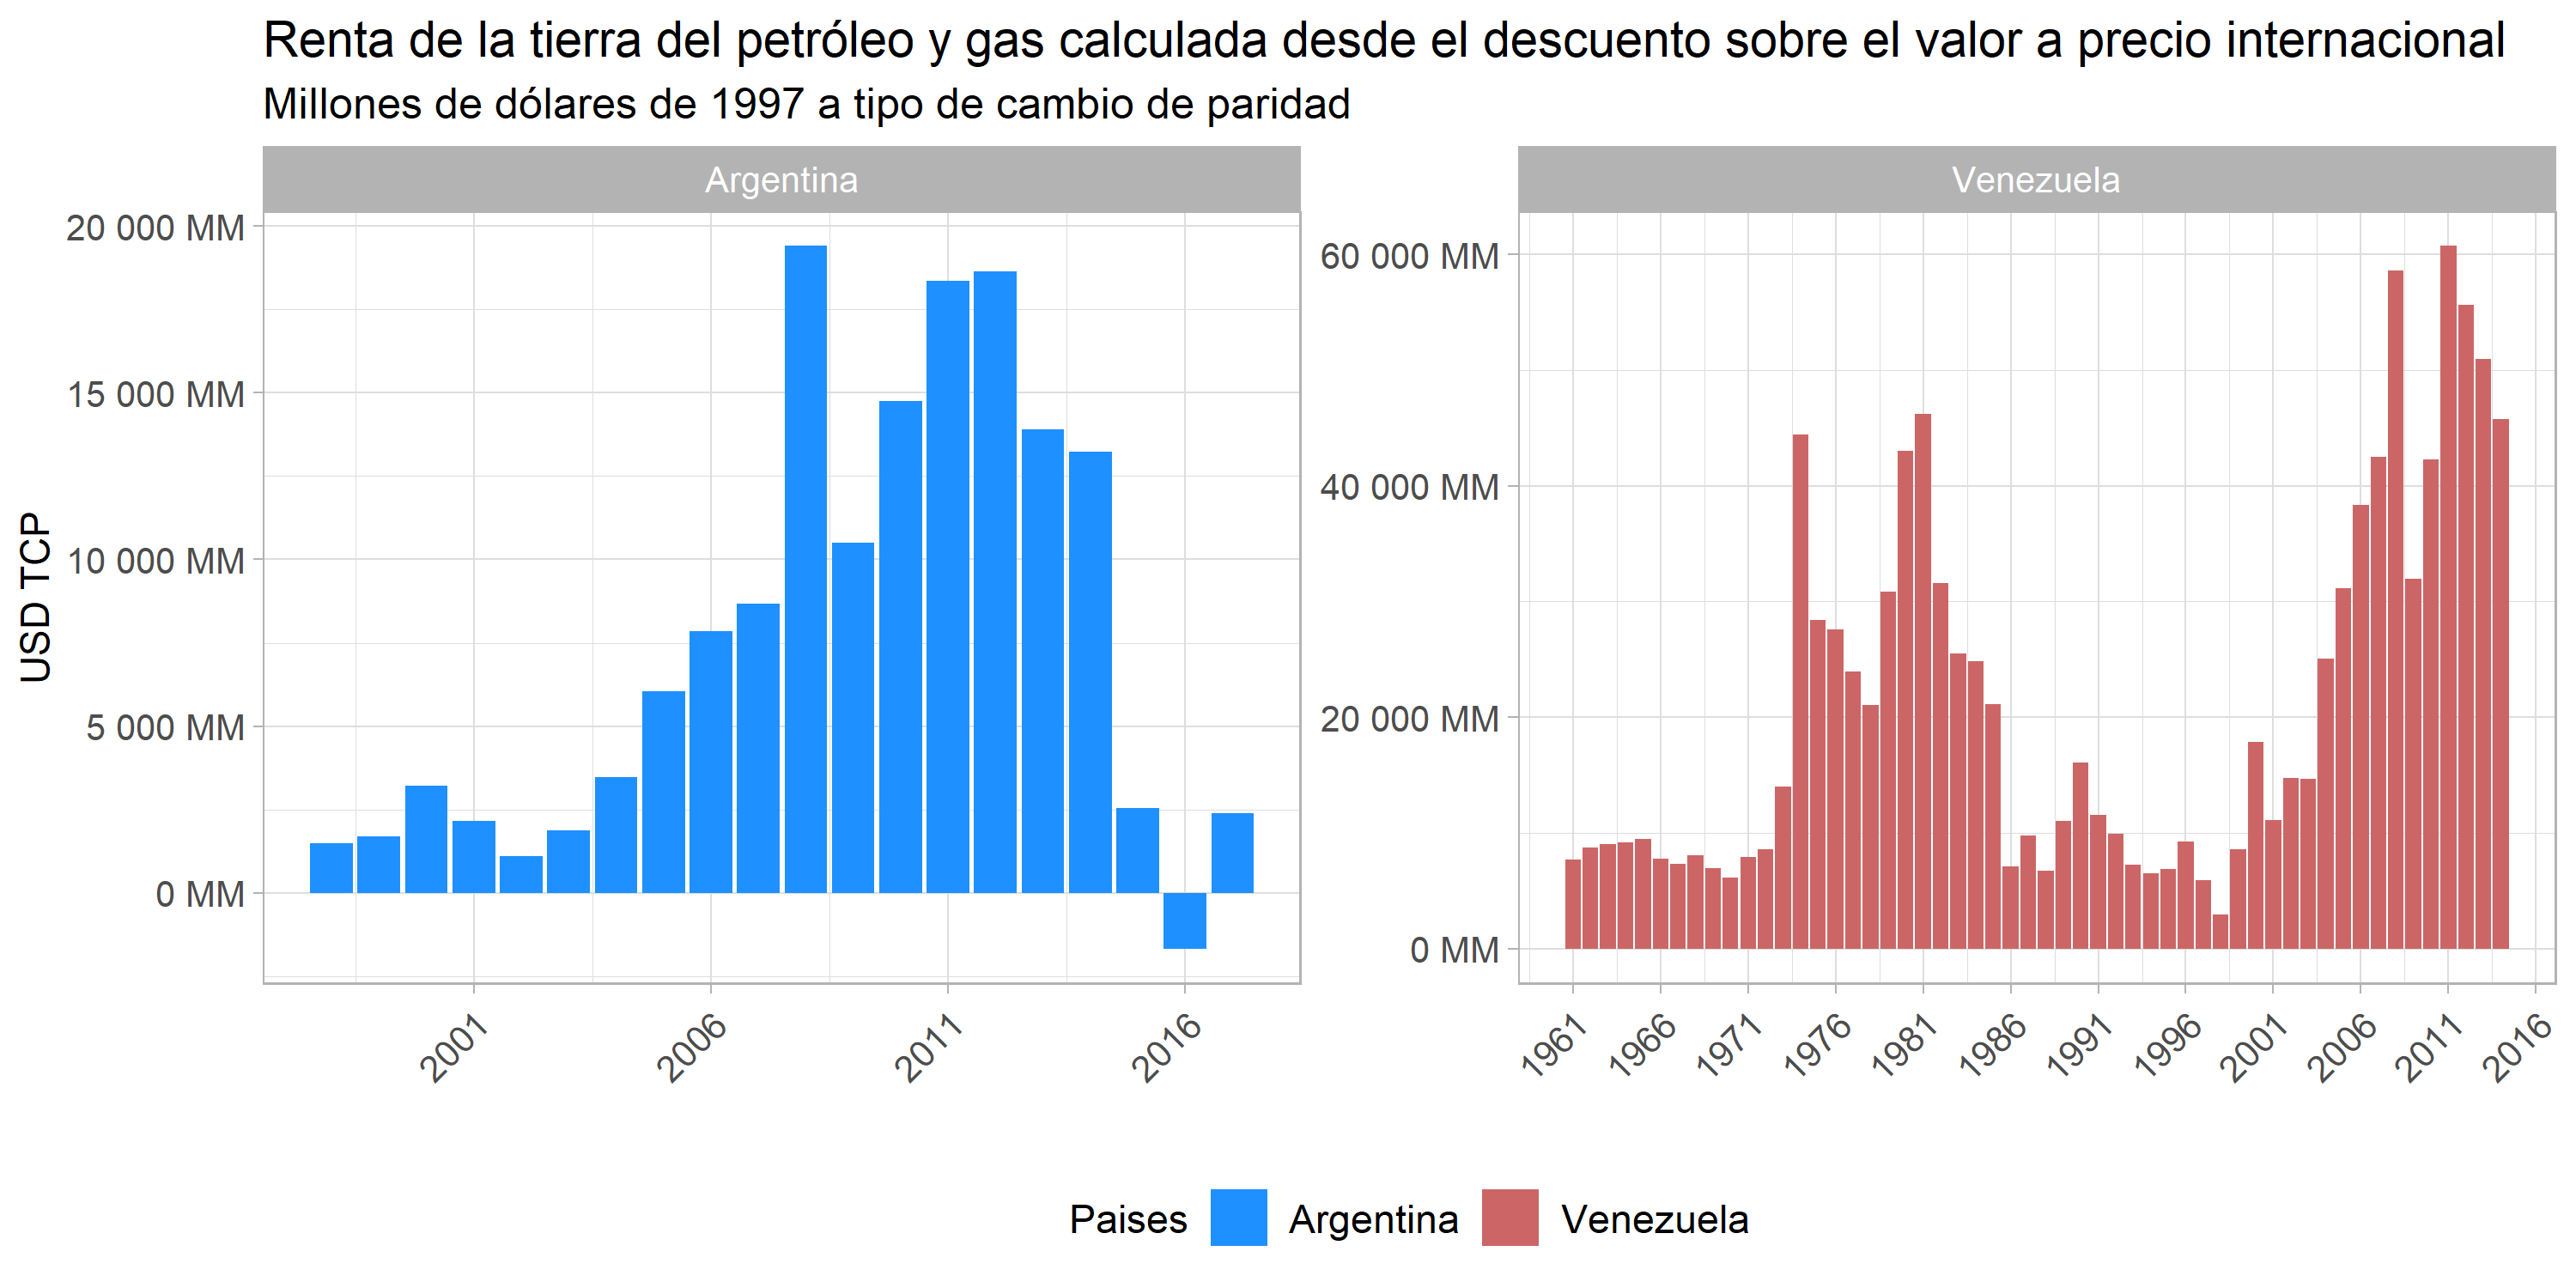 Renta de la tierra del petróleo y gas calculada desde el descuento sobre el valor a precio internacional
Millones de dólares de 1997 a tipo de cambio de paridad
Argentina
Venezuela
USD TCP
20 000 MM
15 000 MM
10 000 MM
5 000 MM
0 MM
60 000 MM
40 000 MM
20 000 MM
0 MM
2001
2006
2011
2016
1961
1966
1971
1976
1981
1986
1991
1996
2001
2006
2011
2016
Paises
Argentina
Venezuela